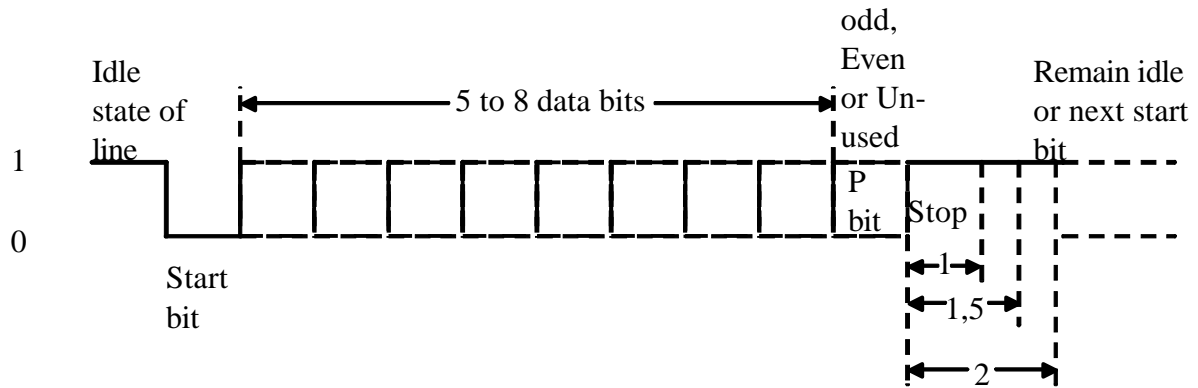 Idle
state of
line
5 to 8 data bits
odd,
Even
or Un-
used
Remain idle
or next start
bit
1
0
P
bit
Stop
Start
bit
1
1,5
2